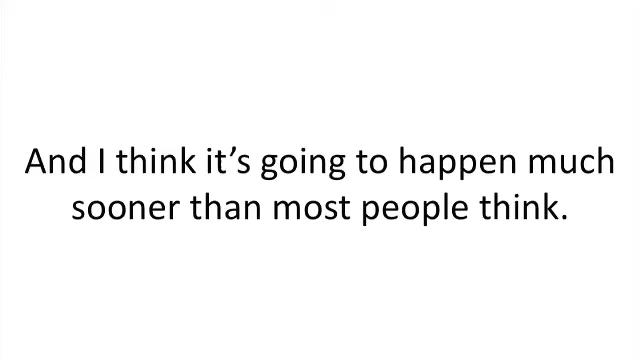 And I think it’s going to happen much
sooner than most people think.